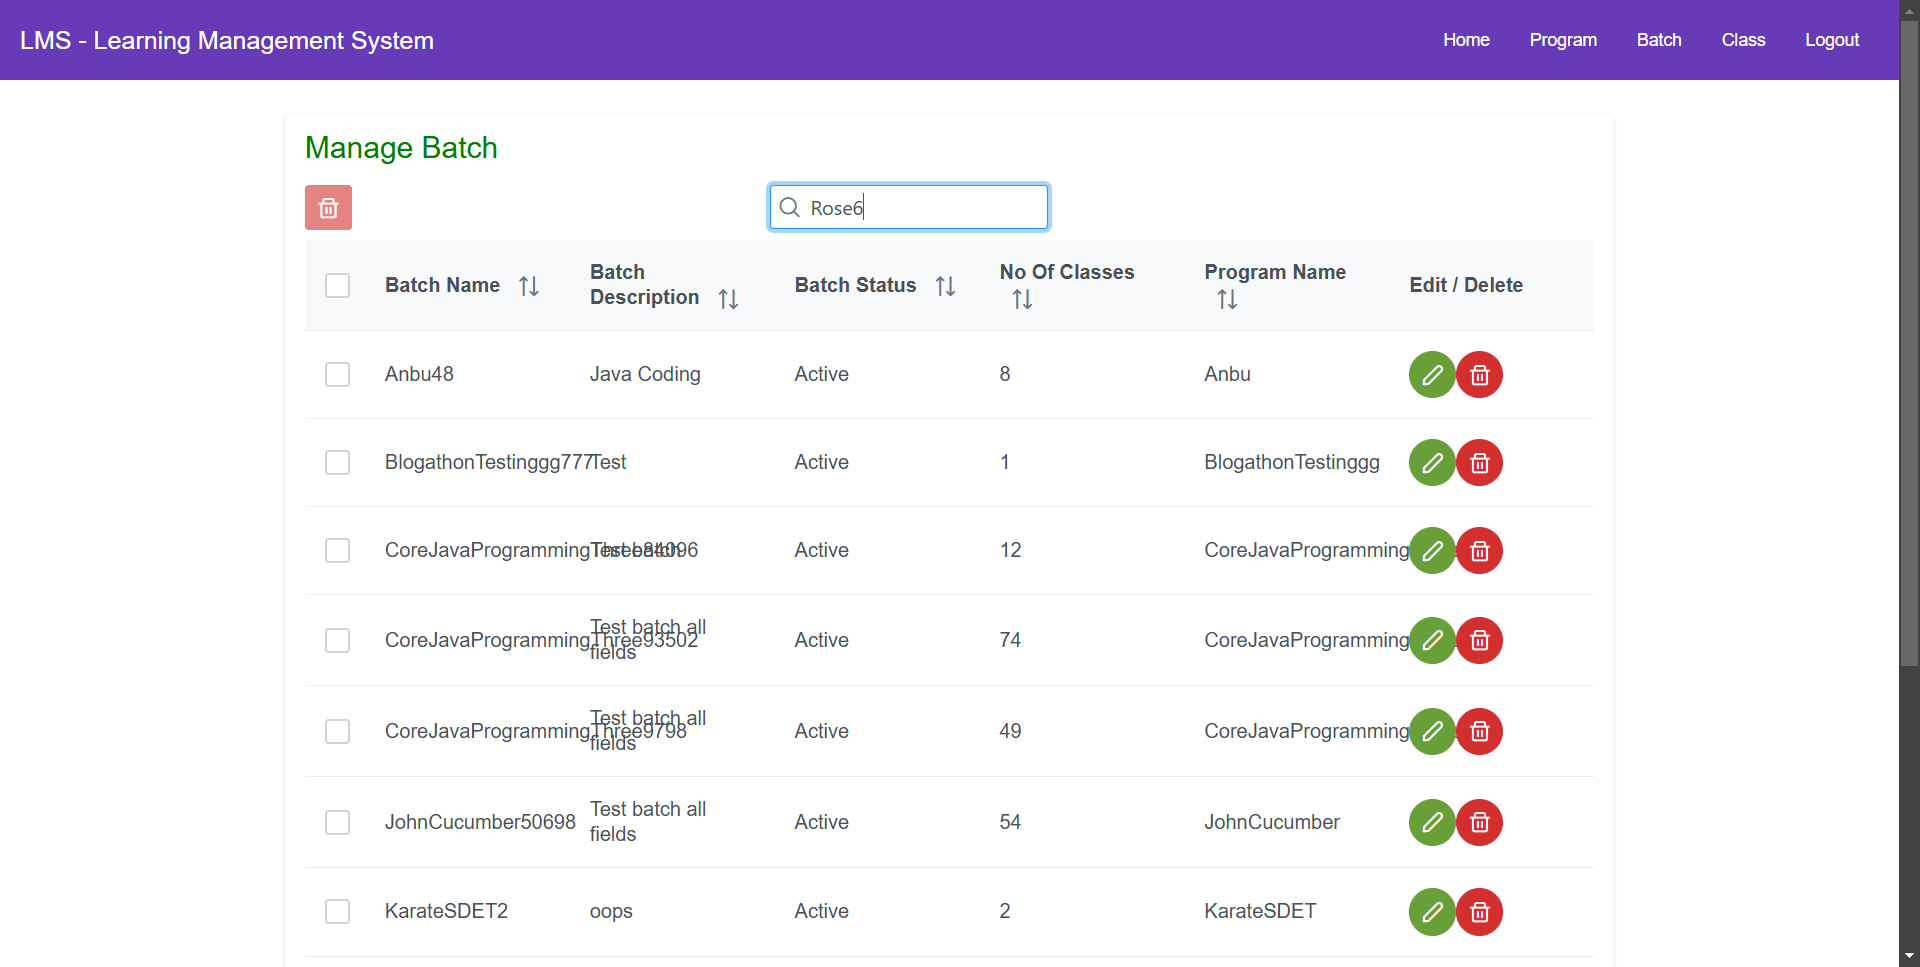 LMS - Learning Management System
Home Program Batch Class Logout
Manage Batch
Rose6
Batch Name Batch Description Batch Status No Of Classes Program Name Edit / Delete
Anbu48 Java Coding Active 8 Anbu
BlogathonTestinggg777 Test Active 1 BlogathonTestinggg
CoreJavaProgrammingThree84096 Test batch Active 12 CoreJavaProgramming
CoreJavaProgrammingThree93502 Test batch all fields Active 74 CoreJavaProgramming
CoreJavaProgrammingThree9798 Test batch all fields Active 49 CoreJavaProgramming
JohnCucumber50698 Test batch all fields Active 54 JohnCucumber
KarateSDET2 oops Active 2 KarateSDET